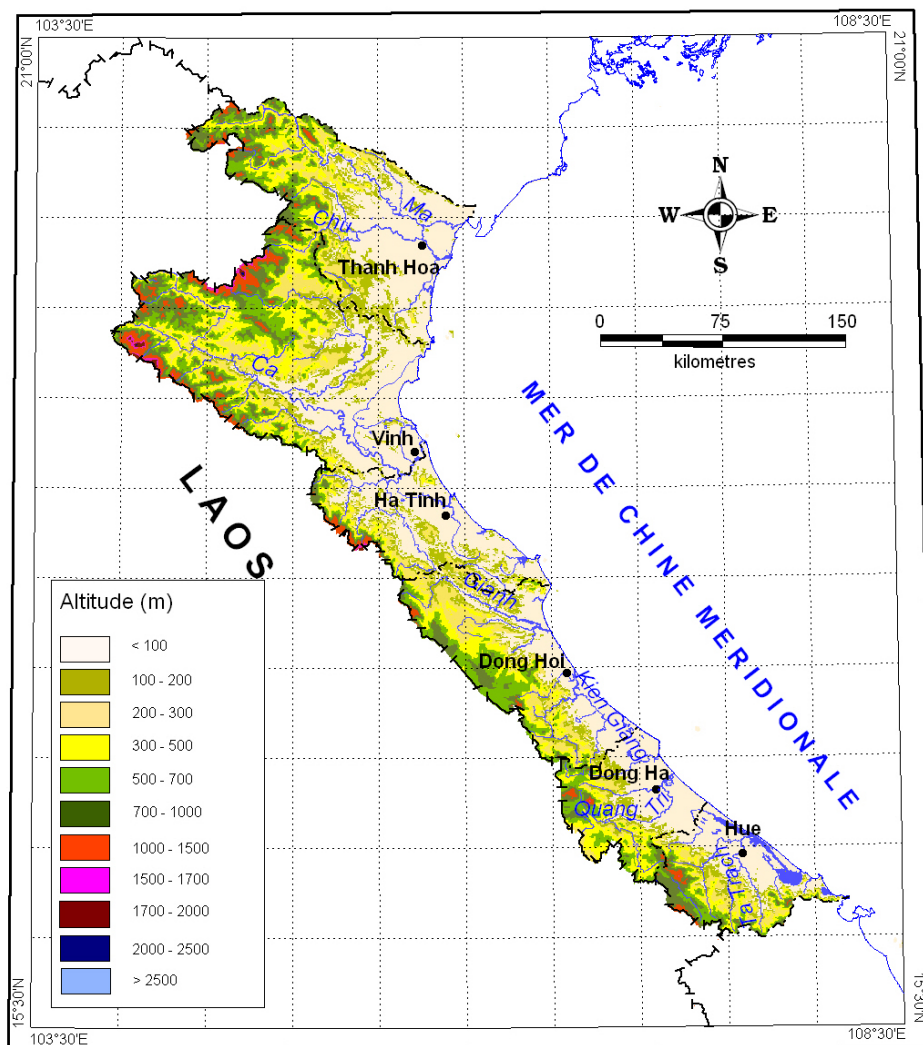 103°30'E
108°30'E
21°00'N
21°00'N
N
W
E
S
Ma
Chu
Thanh Hoa
0 75 150
kilometres
Ca
MER DE CHINE MERIDIONALE
Vinh
LAOS
Ha Tinh
Gianh
Altitude (m)
< 100
100 - 200
200 - 300
300 - 500
500 - 700
700 - 1000
1000 - 1500
1500 - 1700
1700 - 2000
2000 - 2500
> 2500
Dong Hoi
Kien Giang
Dong Ha
Quang Tri
Hue
Ta Trach
15°30'N
15°30'N
103°30'E
108°30'E